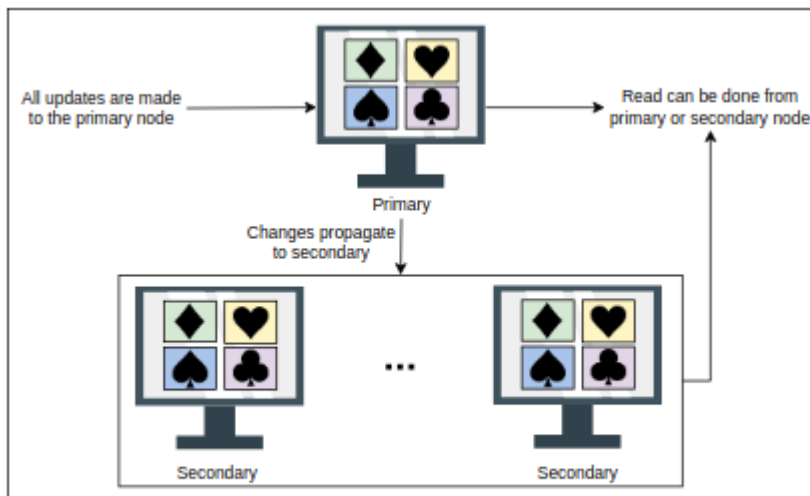 All updates are made
to the primary node
Read can be done from
primary or secondary node
Primary
Changes propagate
to secondary
...
Secondary
Secondary